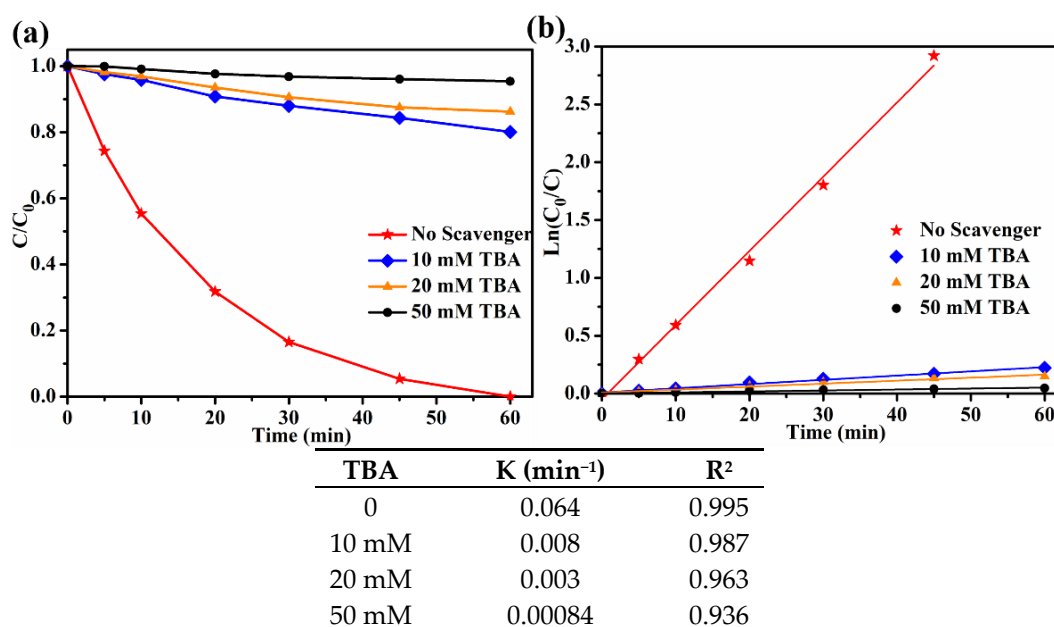 (a)
C/C0
1.0
0.8
0.6
0.4
0.2
0.0
No Scavenger
10 mM TBA
20 mM TBA
50 mM TBA
0 10 20 30 40 50 60
Time (min)
(b)
Ln(C0/C)
3.0
2.5
2.0
1.5
1.0
0.5
0.0
No Scavenger
10 mM TBA
20 mM TBA
50 mM TBA
0 10 20 30 40 50 60
Time (min)
TBA K (min⁻¹) R²
0 0.064 0.995
10 mM 0.008 0.987
20 mM 0.003 0.963
50 mM 0.00084 0.936